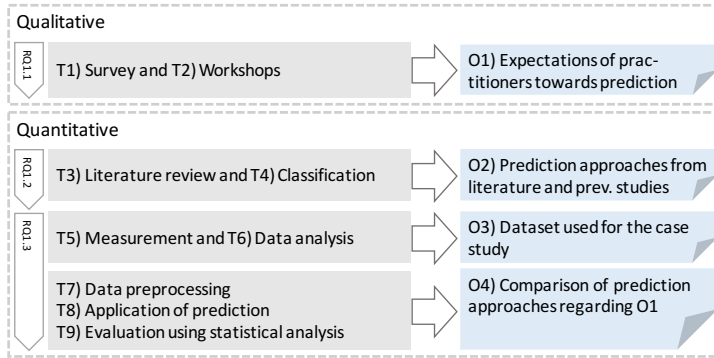 Qualitative
RQ1.1
T1) Survey and T2) Workshops
O1) Expectations of prac-
titioners towards prediction
Quantitative
RQ1.2
T3) Literature review and T4) Classification
O2) Prediction approaches from
literature and prev. studies
RQ1.3
T5) Measurement and T6) Data analysis
O3) Dataset used for the case
study
T7) Data preprocessing
T8) Application of prediction
T9) Evaluation using statistical analysis
O4) Comparison of prediction
approaches regarding O1